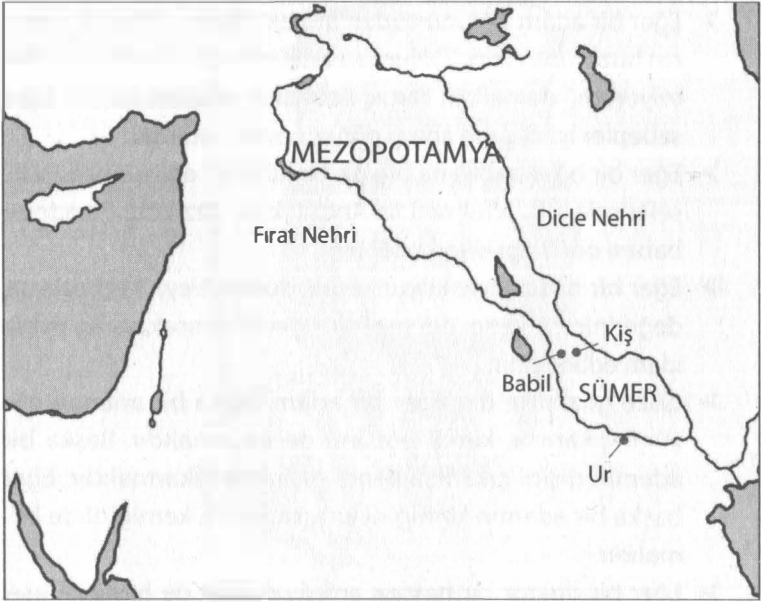 MEZOPOTAMYA
Dicle Nehri
Fırat Nehri
Kiş
Babil
SÜMER
Ur